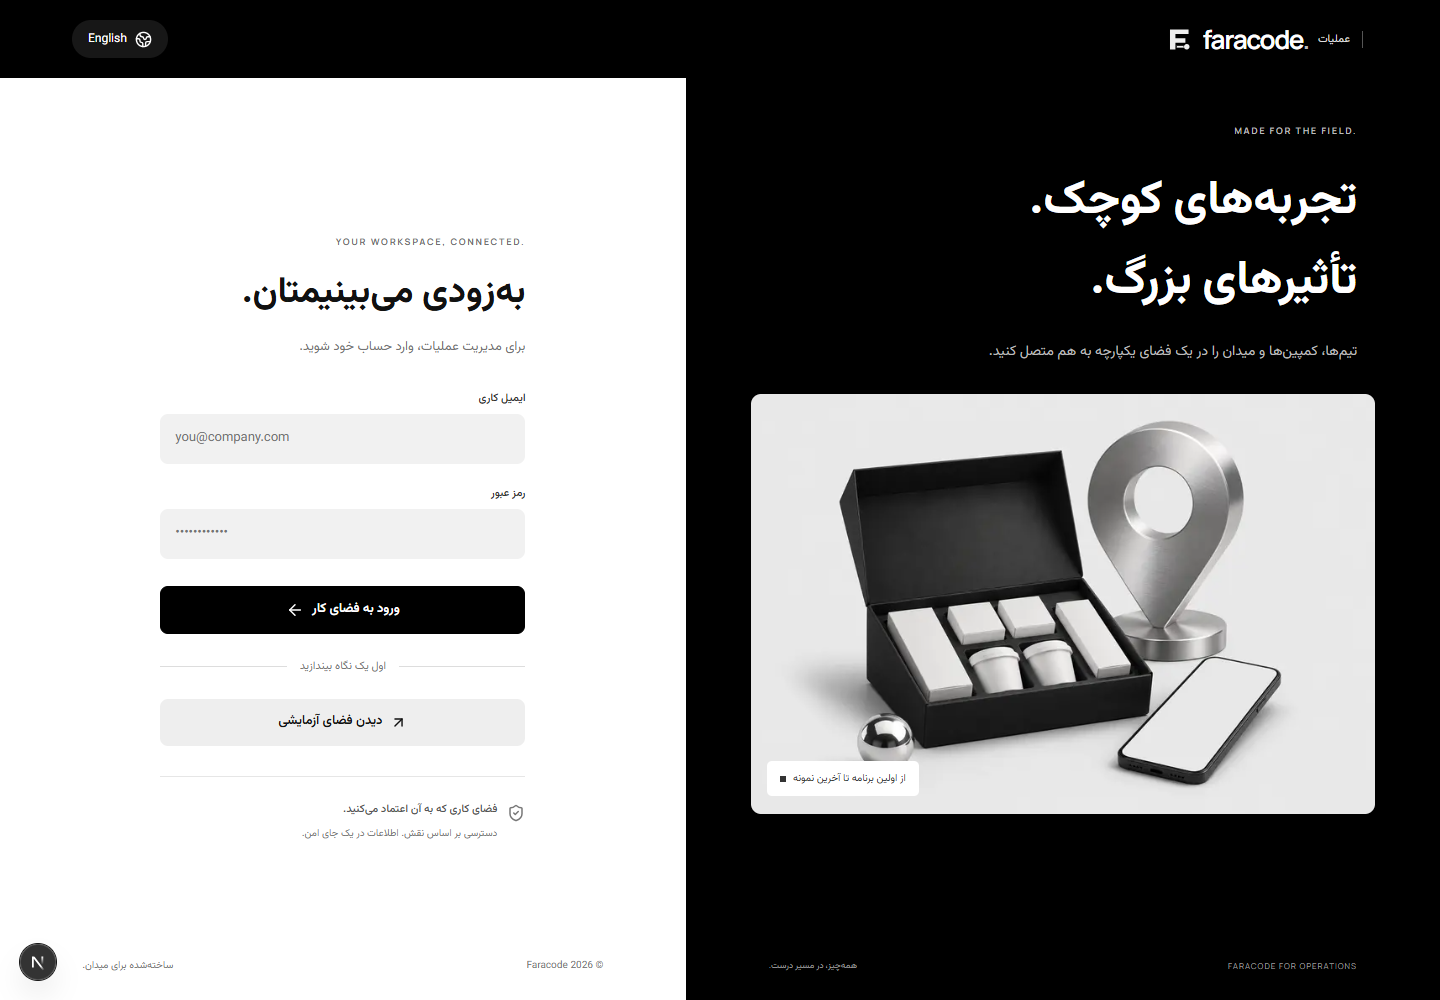 faracode.
عملیات
English
MADE FOR THE FIELD.
تجربه‌های کوچک.
تأثیرهای بزرگ.
تیم‌ها، کمپین‌ها و میدان را در یک فضای یکپارچه به هم متصل کنید.
از اولین برنامه تا آخرین نمونه
FARACODE FOR OPERATIONS
همه‌چیز، در مسیر درست.
YOUR WORKSPACE, CONNECTED.
به‌زودی می‌بینیمتان.
برای مدیریت عملیات، وارد حساب خود شوید.
ایمیل کاری
you@company.com
رمز عبور
••••••••••••
ورود به فضای کار
اول یک نگاه بیندازید
دیدن فضای آزمایشی
فضای کاری که به آن اعتماد می‌کنید.
دسترسی بر اساس نقش. اطلاعات در یک جای امن.
© Faracode 2026
ساخته‌شده برای میدان.
N